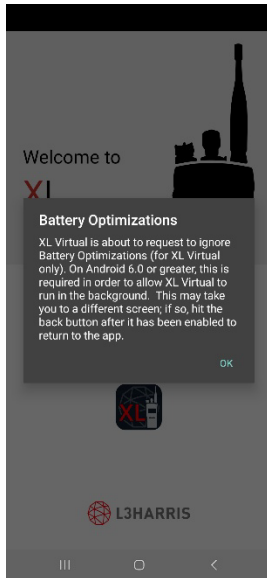 Welcome to
XL
Battery Optimizations
XL Virtual is about to request to ignore
Battery Optimizations (for XL Virtual
only). On Android 6.0 or greater, this is
required in order to allow XL Virtual to
run in the background. This may take
you to a different screen; if so, hit the
back button after it has been enabled to
return to the app.
OK
XL
L3HARRIS